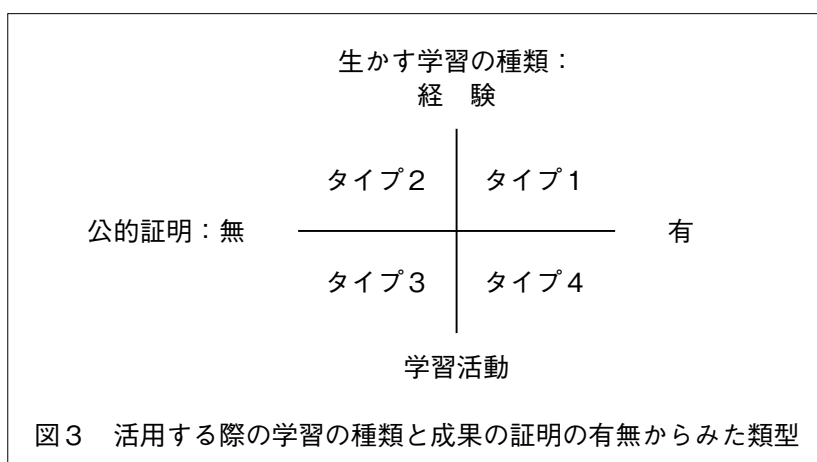 生かす学習の種類：
経　験
タイプ２　タイプ１
公的証明：無　有
タイプ３　タイプ４
学習活動
図３　活用する際の学習の種類と成果の証明の有無からみた類型